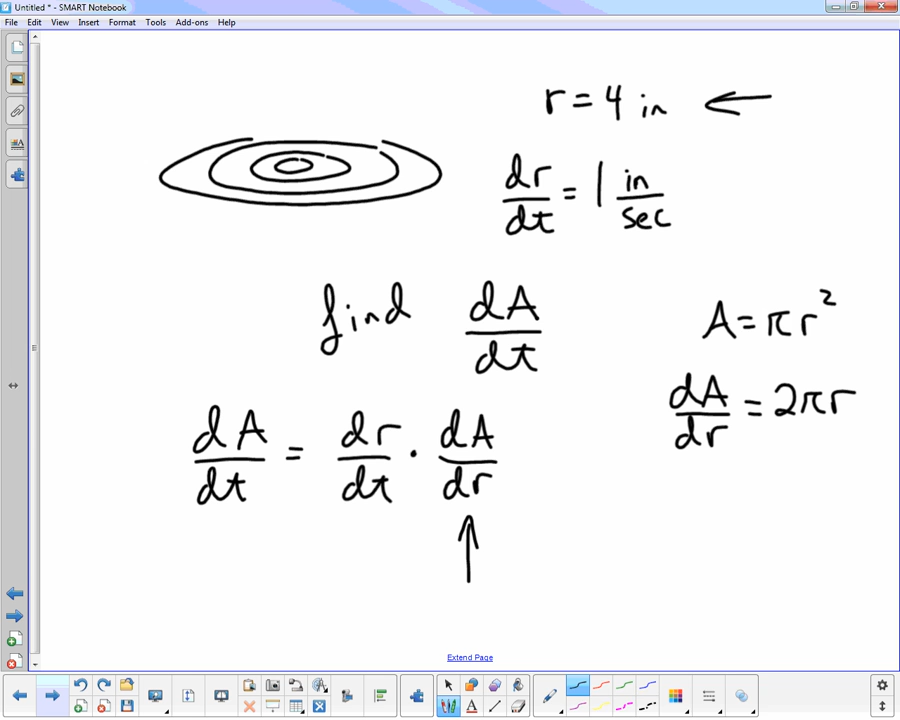 Untitled * - SMART Notebook
File Edit View Insert Format Tools Add-ons Help
r = 4 in ←
dr/dt = 1 in/sec
find dA/dt
A = πr²
dA/dr = 2πr
dA/dt = dr/dt · dA/dr
↑
Extend Page